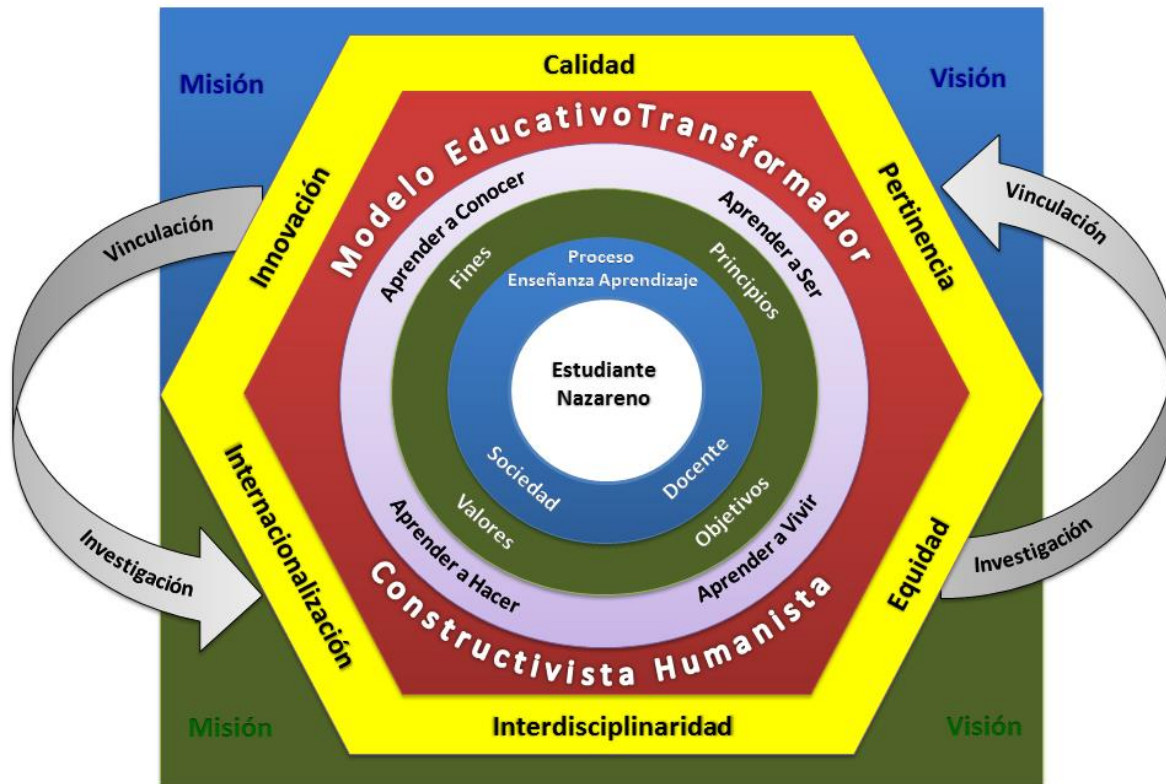 Misión
Calidad
Visión
Innovación
Pertinencia
Modelo EducativoTransformador
Vinculación
Vinculación
Aprender a Conocer
Aprender a Ser
Fines
Principios
Proceso
Enseñanza Aprendizaje
Estudiante
Nazareno
Sociedad
Docente
Valores
Objetivos
Aprender a Hacer
Aprender a Vivir
Constructivista Humanista
Internacionalización
Equidad
Investigación
Investigación
Misión
Interdisciplinaridad
Visión